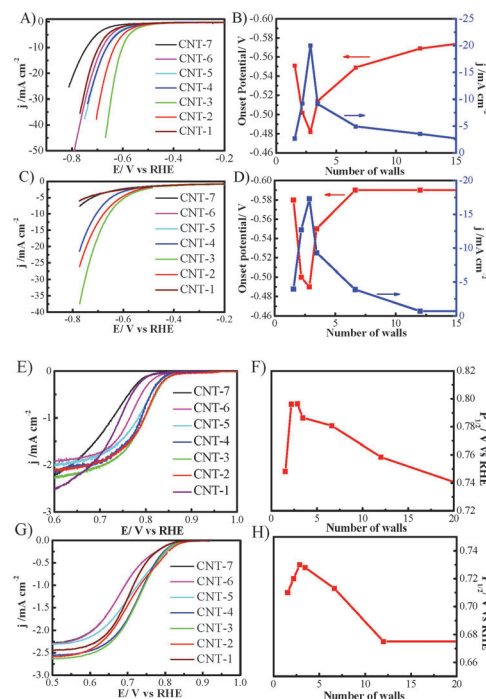 A)
0
-10
-20
-30
-40
-50
j /mA cm⁻²
CNT-7
CNT-6
CNT-5
CNT-4
CNT-3
CNT-2
CNT-1
-1.0
-0.8
-0.6
-0.4
-0.2
E/ V vs RHE
B)
-0.60
-0.58
-0.56
-0.54
-0.52
-0.50
-0.48
-0.46
Onset Potential/ V
25
20
15
10
5
0
j /mA cm⁻²
0
5
10
15
Number of walls
C)
0
-5
-10
-15
-20
-25
-30
-35
-40
j /mA cm⁻²
CNT-7
CNT-6
CNT-5
CNT-4
CNT-3
CNT-2
CNT-1
-1.0
-0.8
-0.6
-0.4
-0.2
E/ V vs RHE
D)
-0.60
-0.58
-0.56
-0.54
-0.52
-0.50
-0.48
-0.46
Onset potential/ V
20
15
10
5
0
j /mA cm⁻²
0
5
10
15
Number of walls
E)
0
-1
-2
j /mA cm⁻²
CNT-7
CNT-6
CNT-5
CNT-4
CNT-3
CNT-2
CNT-1
0.6
0.7
0.8
0.9
1.0
E/ V vs RHE
F)
0.82
0.80
0.78
0.76
0.74
0.72
P1/2/ V vs RHE
0
5
10
15
20
Number of walls
G)
0.0
-0.5
-1.0
-1.5
-2.0
-2.5
-3.0
j /mA cm⁻²
CNT-7
CNT-6
CNT-5
CNT-4
CNT-3
CNT-2
CNT-1
0.5
0.6
0.7
0.8
0.9
1.0
E/ V vs RHE
H)
0.74
0.72
0.70
0.68
0.66
P1/2/ V vs RHE
0
5
10
15
20
Number of walls